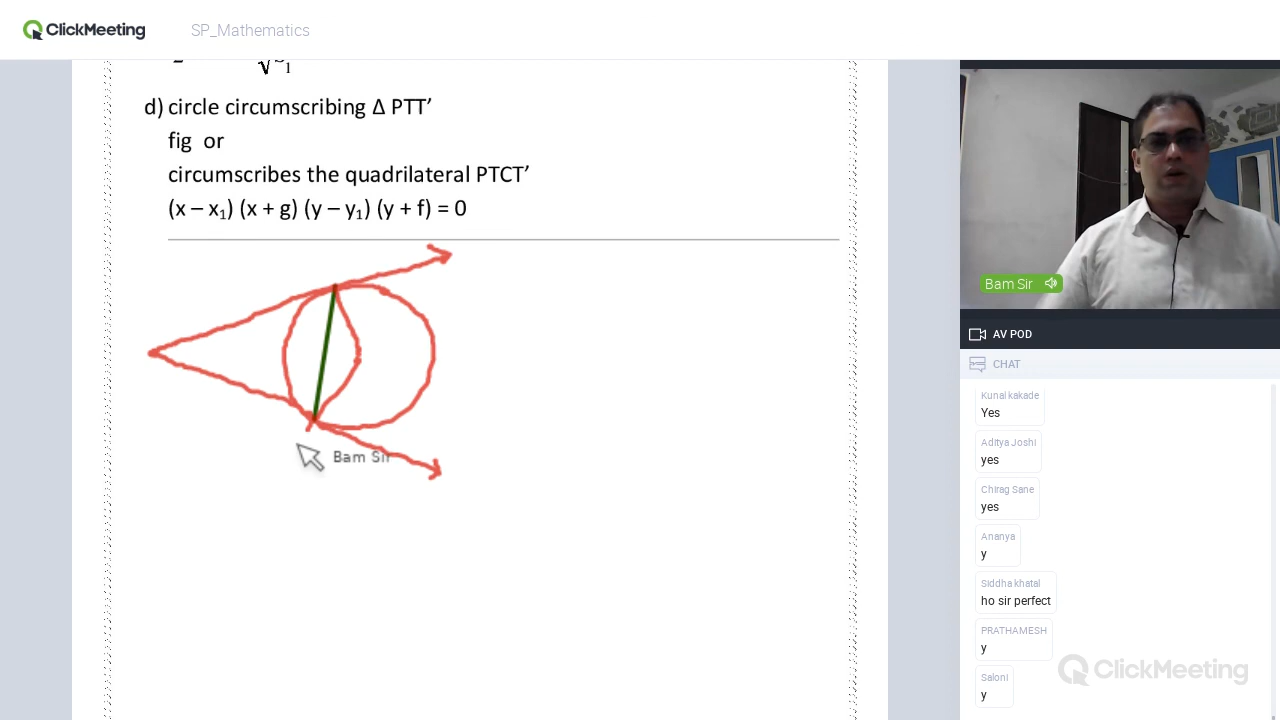 ClickMeeting
SP_Mathematics
d) circle circumscribing Δ PTT’
fig or
circumscribes the quadrilateral PTCT’
(x – x₁) (x + g) (y – y₁) (y + f) = 0
Bam Sir
Bam Sir
AV POD
CHAT
Kunal kakade
Yes
Aditya Joshi
yes
Chirag Sane
yes
Ananya
y
Siddha khatal
ho sir perfect
PRATHAMESH
y
Saloni
y
ClickMeeting